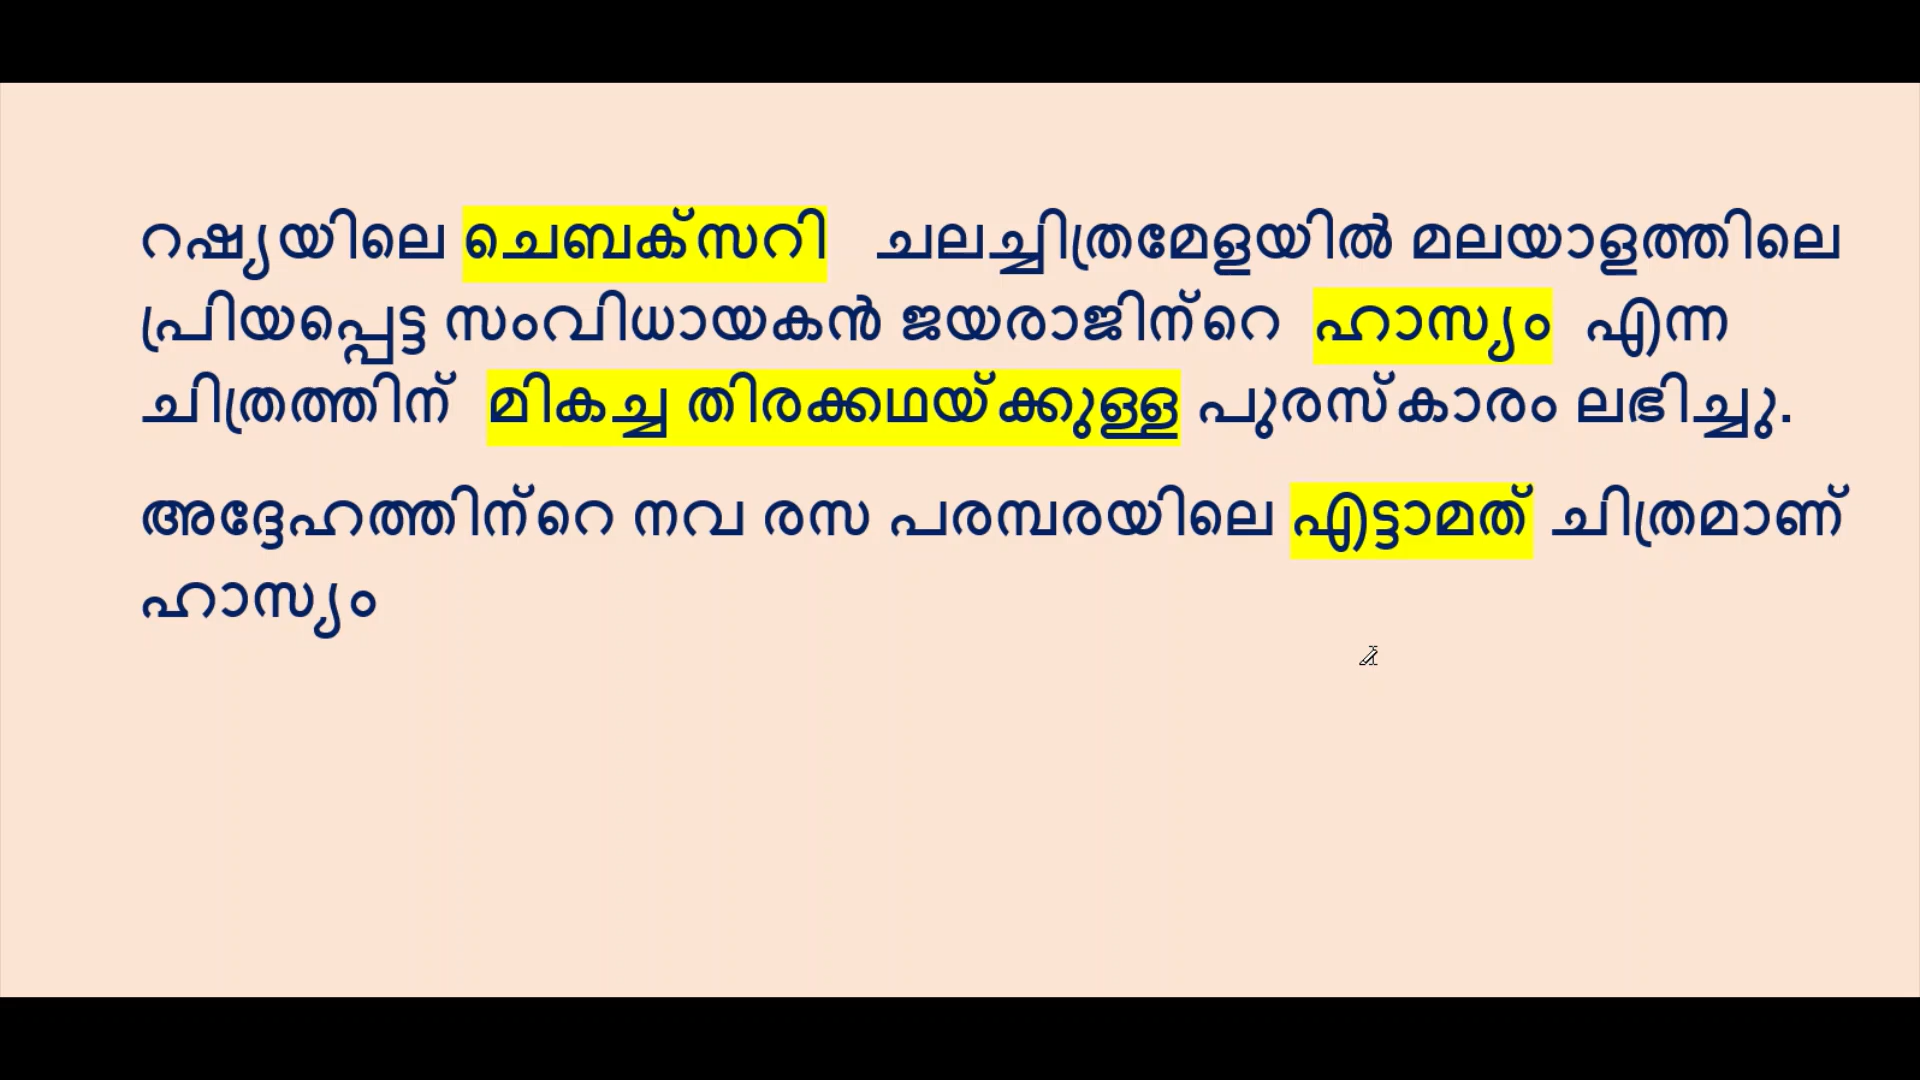 റഷ്യയിലെ ചെബക്സറി ചലച്ചിത്രമേളയിൽ മലയാളത്തിലെ
പ്രിയപ്പെട്ട സംവിധായകൻ ജയരാജിന്റെ ഹാസ്യം എന്ന
ചിത്രത്തിന് മികച്ച തിരക്കഥയ്ക്കുള്ള പുരസ്കാരം ലഭിച്ചു.
അദ്ദേഹത്തിന്റെ നവ രസ പരമ്പരയിലെ എട്ടാമത് ചിത്രമാണ്
ഹാസ്യം